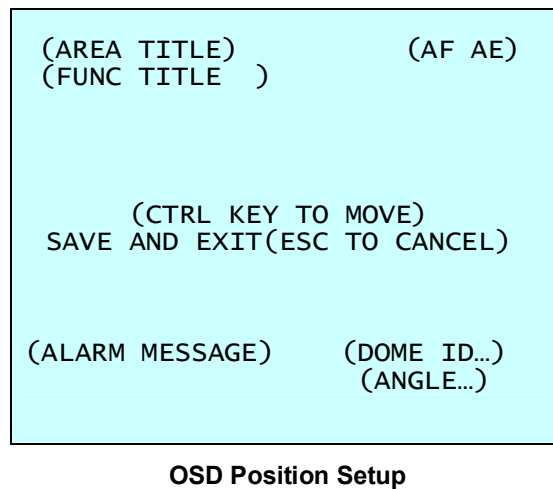 (AREA TITLE) (AF AE)
(FUNC TITLE )
(CTRL KEY TO MOVE)
SAVE AND EXIT(ESC TO CANCEL)
(ALARM MESSAGE) (DOME ID…)
(ANGLE…)
OSD Position Setup